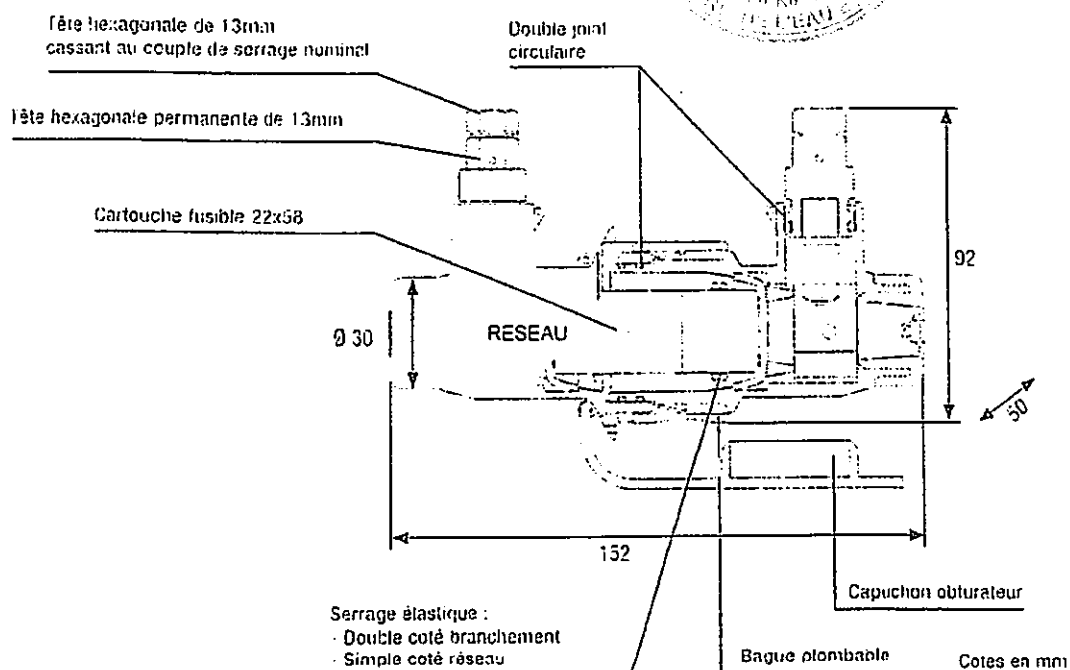 Tête hexagonale de 13mm
cassant au couple de serrage nominal
Double joint
circulaire
Tête hexagonale permanente de 13mm
Cartouche fusible 22x58
92
Ø 30
RESEAU
50
152
Capuchon obturateur
Serrage élastique :
- Double coté branchement
- Simple coté réseau
Bague plombable
Cotes en mm